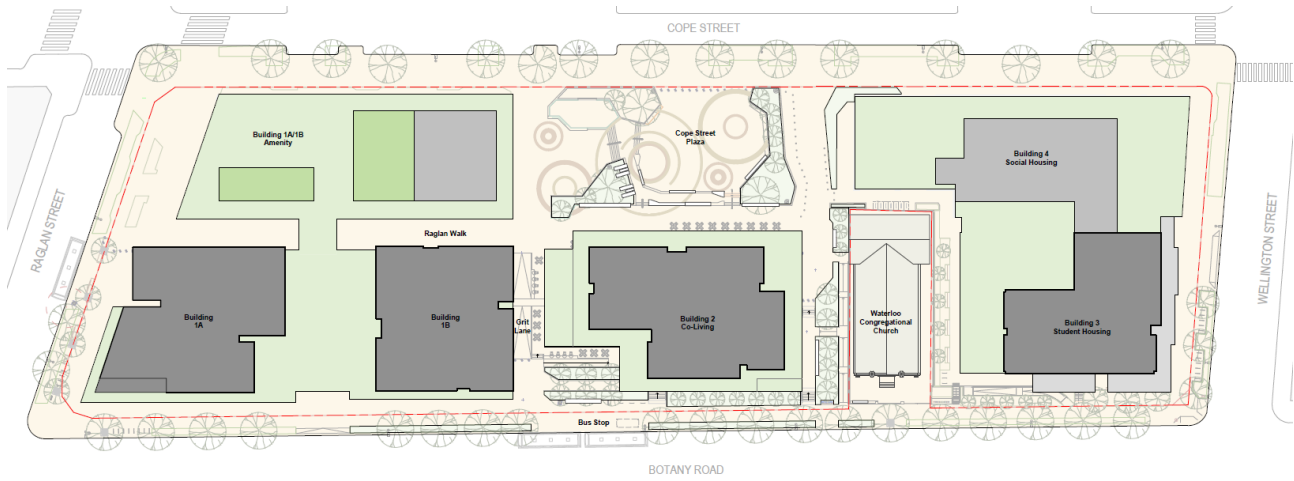 COPE STREET
Building 1A/1B
Amenity
Cope Street
Plaza
Building 4
Social Housing
RAGLAN STREET
Raglan Walk
WELLINGTON STREET
Building
1A
Building
1B
Grit
Lane
Building 2
Co-Living
Waterloo
Congregational
Church
Building 3
Student Housing
Bus Stop
BOTANY ROAD